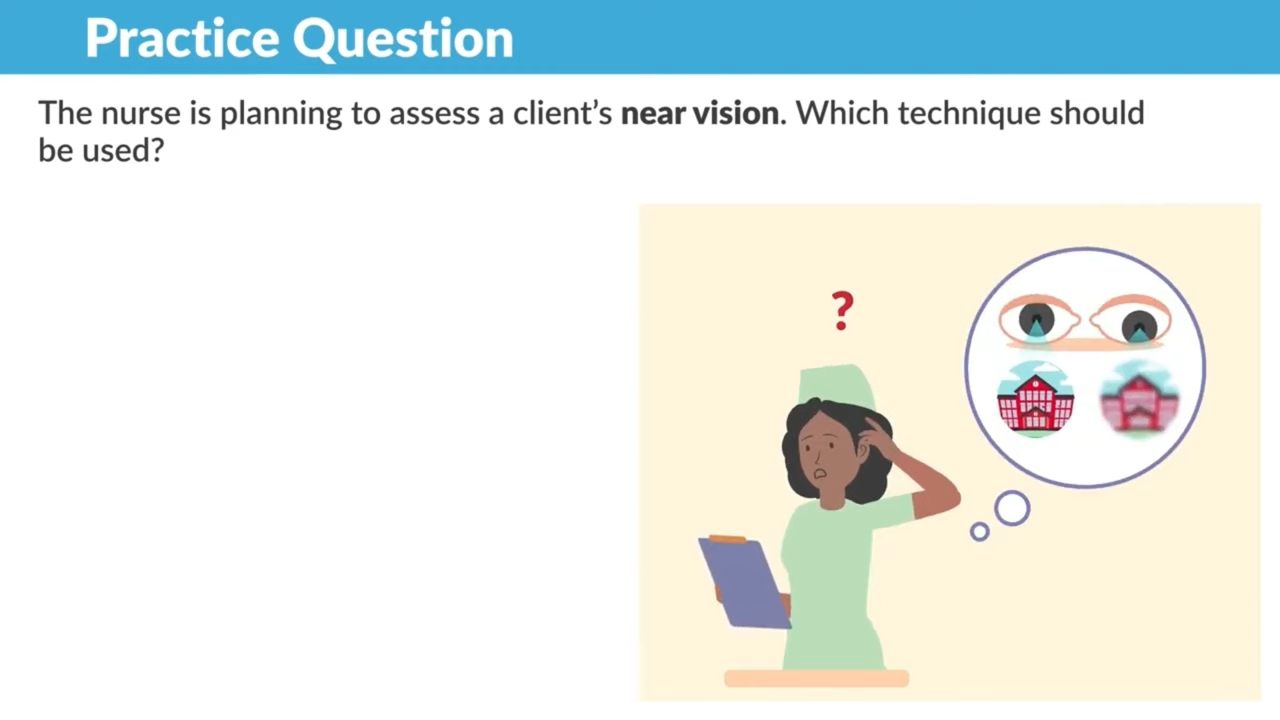 Practice Question
The nurse is planning to assess a client’s near vision. Which technique should
be used?
?